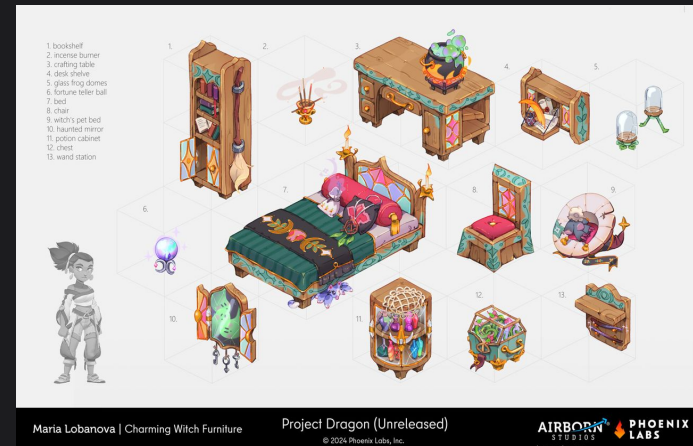 1. bookshelf
2. incense burner
3. crafting table
4. desk shelve
5. glass frog domes
6. fortune teller ball
7. bed
8. chair
9. witch's pet bed
10. haunted mirror
11. potion cabinet
12. chest
13. wand station
1.
2.
3.
4.
5.
6.
7.
8.
9.
10.
11.
12.
13.
Maria Lobanova | Charming Witch Furniture
Project Dragon (Unreleased)
© 2024 Phoenix Labs, Inc.
AIRBORN
STUDIOS
PHOENIX
LABS